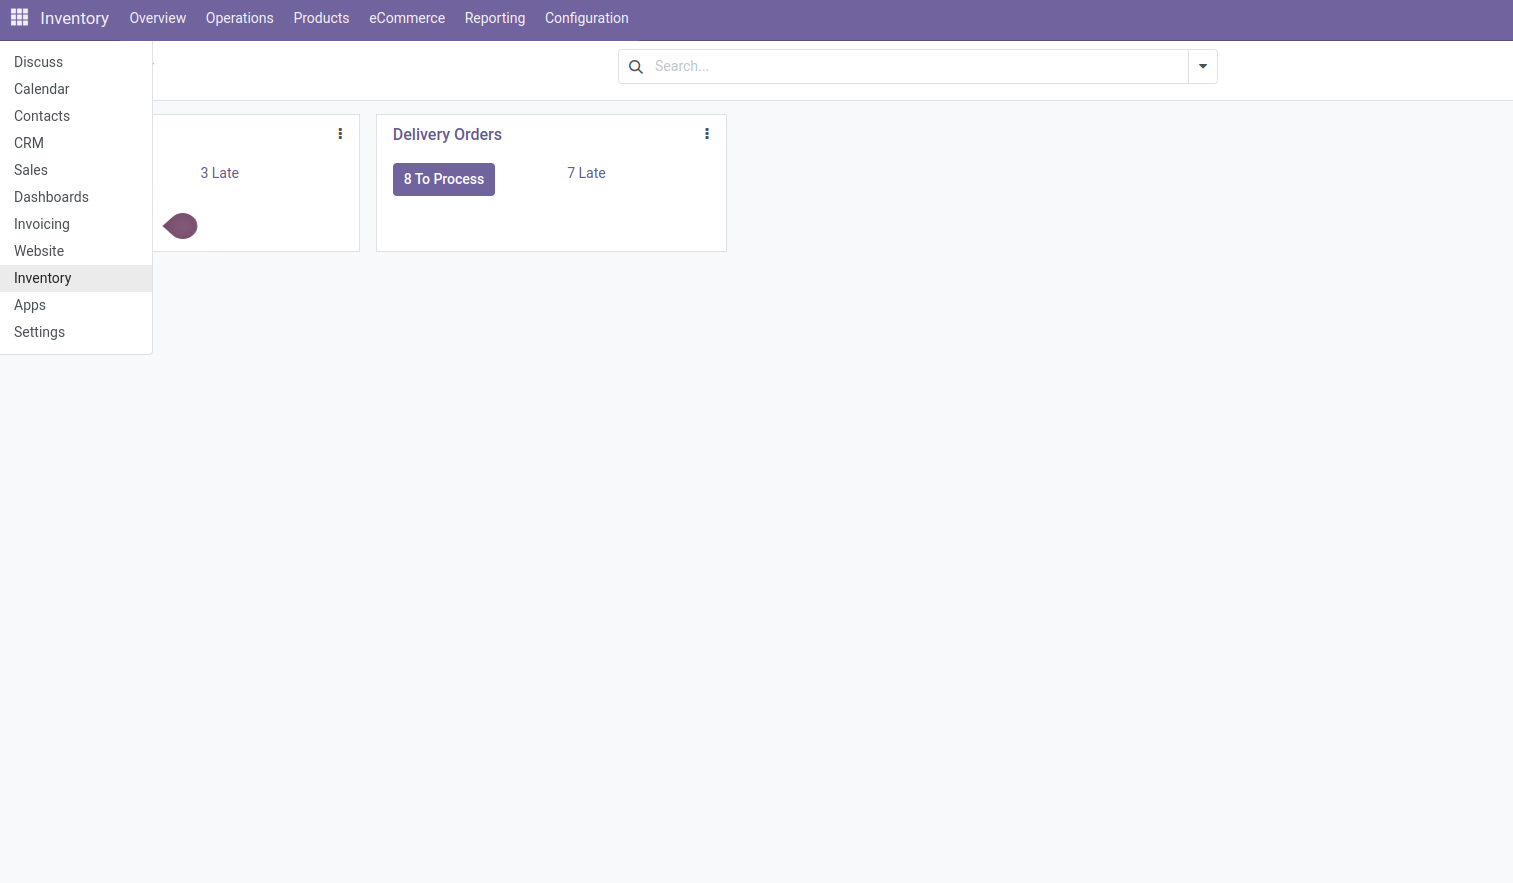 Inventory Overview Operations Products eCommerce Reporting Configuration
Search...
Discuss
Calendar
Contacts
CRM
Sales
Dashboards
Invoicing
Website
Inventory
Apps
Settings
3 Late
Delivery Orders
8 To Process 7 Late